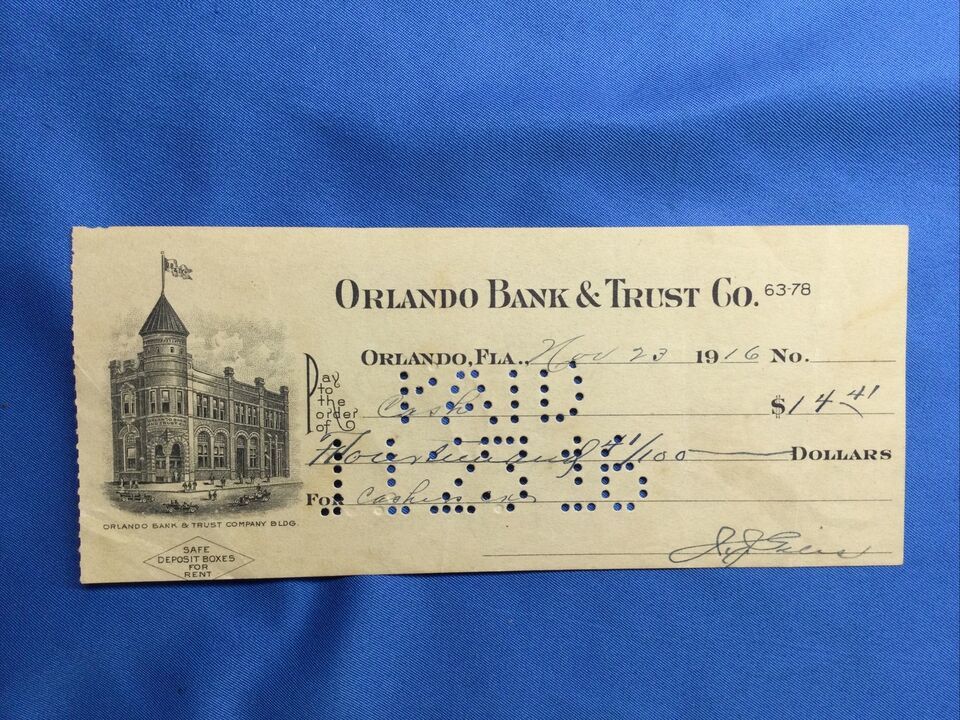 ORLANDO BANK & TRUST CO. 63-78
ORLANDO, FLA., Nov 23 1916 No.
Pay to the order of Cash $14 41
PAID
Fourteen and 41/100 DOLLARS
FOR Cashiers
ORLANDO BANK & TRUST COMPANY BLDG.
SAFE
DEPOSIT BOXES
FOR
RENT